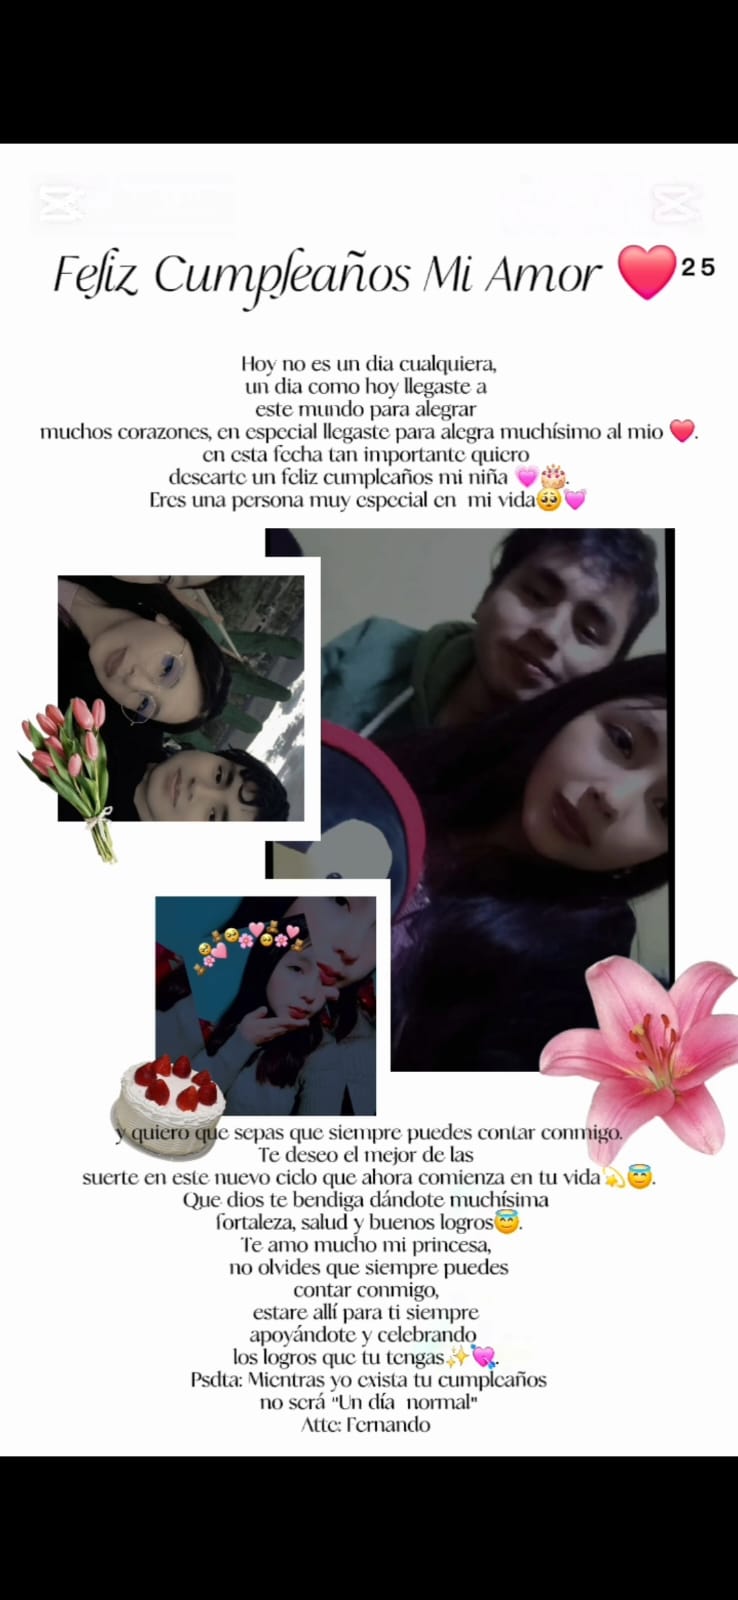 Feliz Cumpleaños Mi Amor ❤️ 25
Hoy no es un dia cualquiera,
un dia como hoy llegaste a
este mundo para alegrar
muchos corazones, en especial llegaste para alegra muchísimo al mio ❤️.
en esta fecha tan importante quiero
desearte un feliz cumpleaños mi niña 💗🎂.
Eres una persona muy especial en mi vida🥺💓
y quiero que sepas que siempre puedes contar conmigo.
Te deseo el mejor de las
suerte en este nuevo ciclo que ahora comienza en tu vida💫😇.
Que dios te bendiga dándote muchísima
fortaleza, salud y buenos logros😇.
Te amo mucho mi princesa,
no olvides que siempre puedes
contar conmigo,
estare allí para ti siempre
apoyándote y celebrando
los logros que tu tengas✨💘.
Psdta: Mientras yo exista tu cumpleaños
no será "Un día normal"
Atte: Fernando